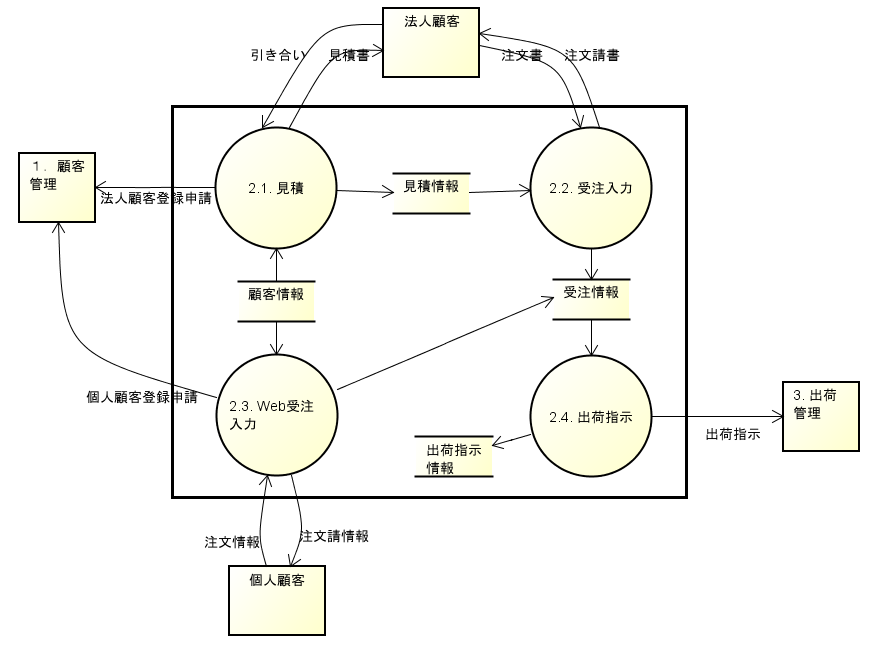 法人顧客
引き合い
見積書
注文書
注文請書
１．顧客
管理
2.1. 見積
見積情報
2.2. 受注入力
法人顧客登録申請
顧客情報
受注情報
個人顧客登録申請
2.3. Web受注
入力
2.4. 出荷指示
3. 出荷
管理
出荷指示
出荷指示
情報
注文情報
注文請情報
個人顧客